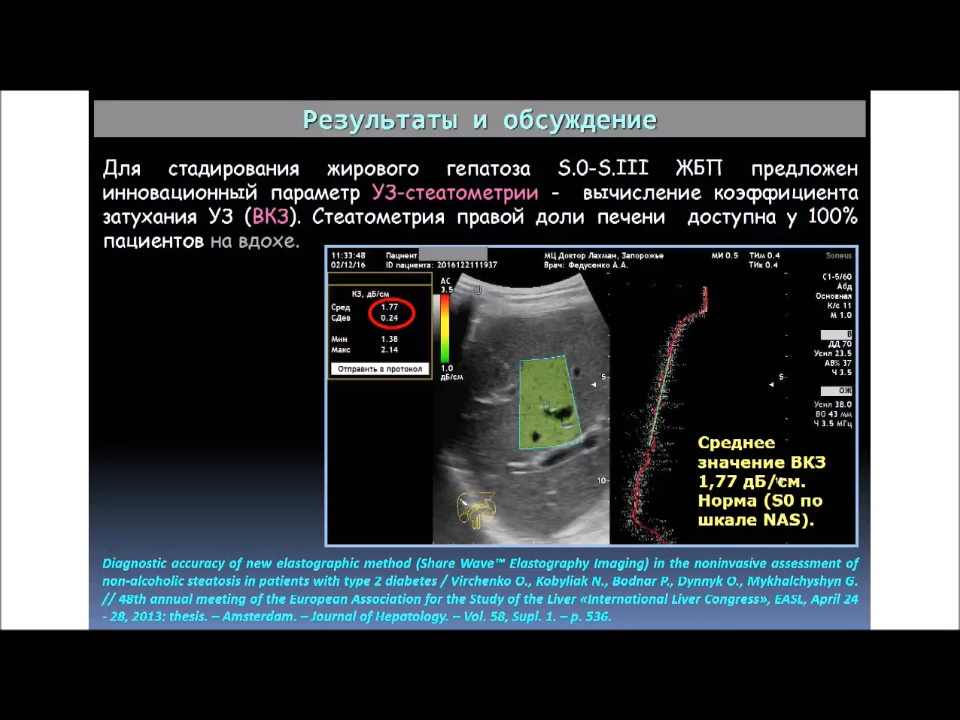 Результаты и обсуждение
Для стадирования жирового гепатоза S.0-S.III ЖБП предложен
инновационный параметр УЗ-стеатометрии - вычисление коэффициента
затухания УЗ (ВКЗ). Стеатометрия правой доли печени доступна у 100%
пациентов на вдохе.
11:33:48 Пациент МЦ Доктор Лахман, Запорожье МИ 0.5 ТИм 0.4 Soneus
02/12/16 ID пациента: 2016122111937 Врач: Федусенко А.А. ТИк 0.4
КЗ, дБ/см
Сред 1.77
СДев 0.24
Мин 1.38
Макс 2.14
Отправить в протокол
АС
3.5
1.0
дБ/см
5
10
5
С1-5/60
Абд
Основная
К/с 11
М 1.0
В
ДД 70
Усил 23.5
АВ% 37
Ч 3.5
ОЖ
Усил 38.0
ВО 43 мм
Ч 3.5 МГц
Среднее
значение ВКЗ
1,77 дБ/см.
Норма (S0 по
шкале NAS).
Diagnostic accuracy of new elastographic method (Share Wave™ Elastography Imaging) in the noninvasive assessment of
non-alcoholic steatosis in patients with type 2 diabetes / Virchenko O., Kobyliak N., Bodnar P., Dynnyk O., Mykhalchyshyn G.
// 48th annual meeting of the European Association for the Study of the Liver «International Liver Congress», EASL, April 24
- 28, 2013: thesis. – Amsterdam. – Journal of Hepatology. – Vol. 58, Supl. 1. – p. 536.